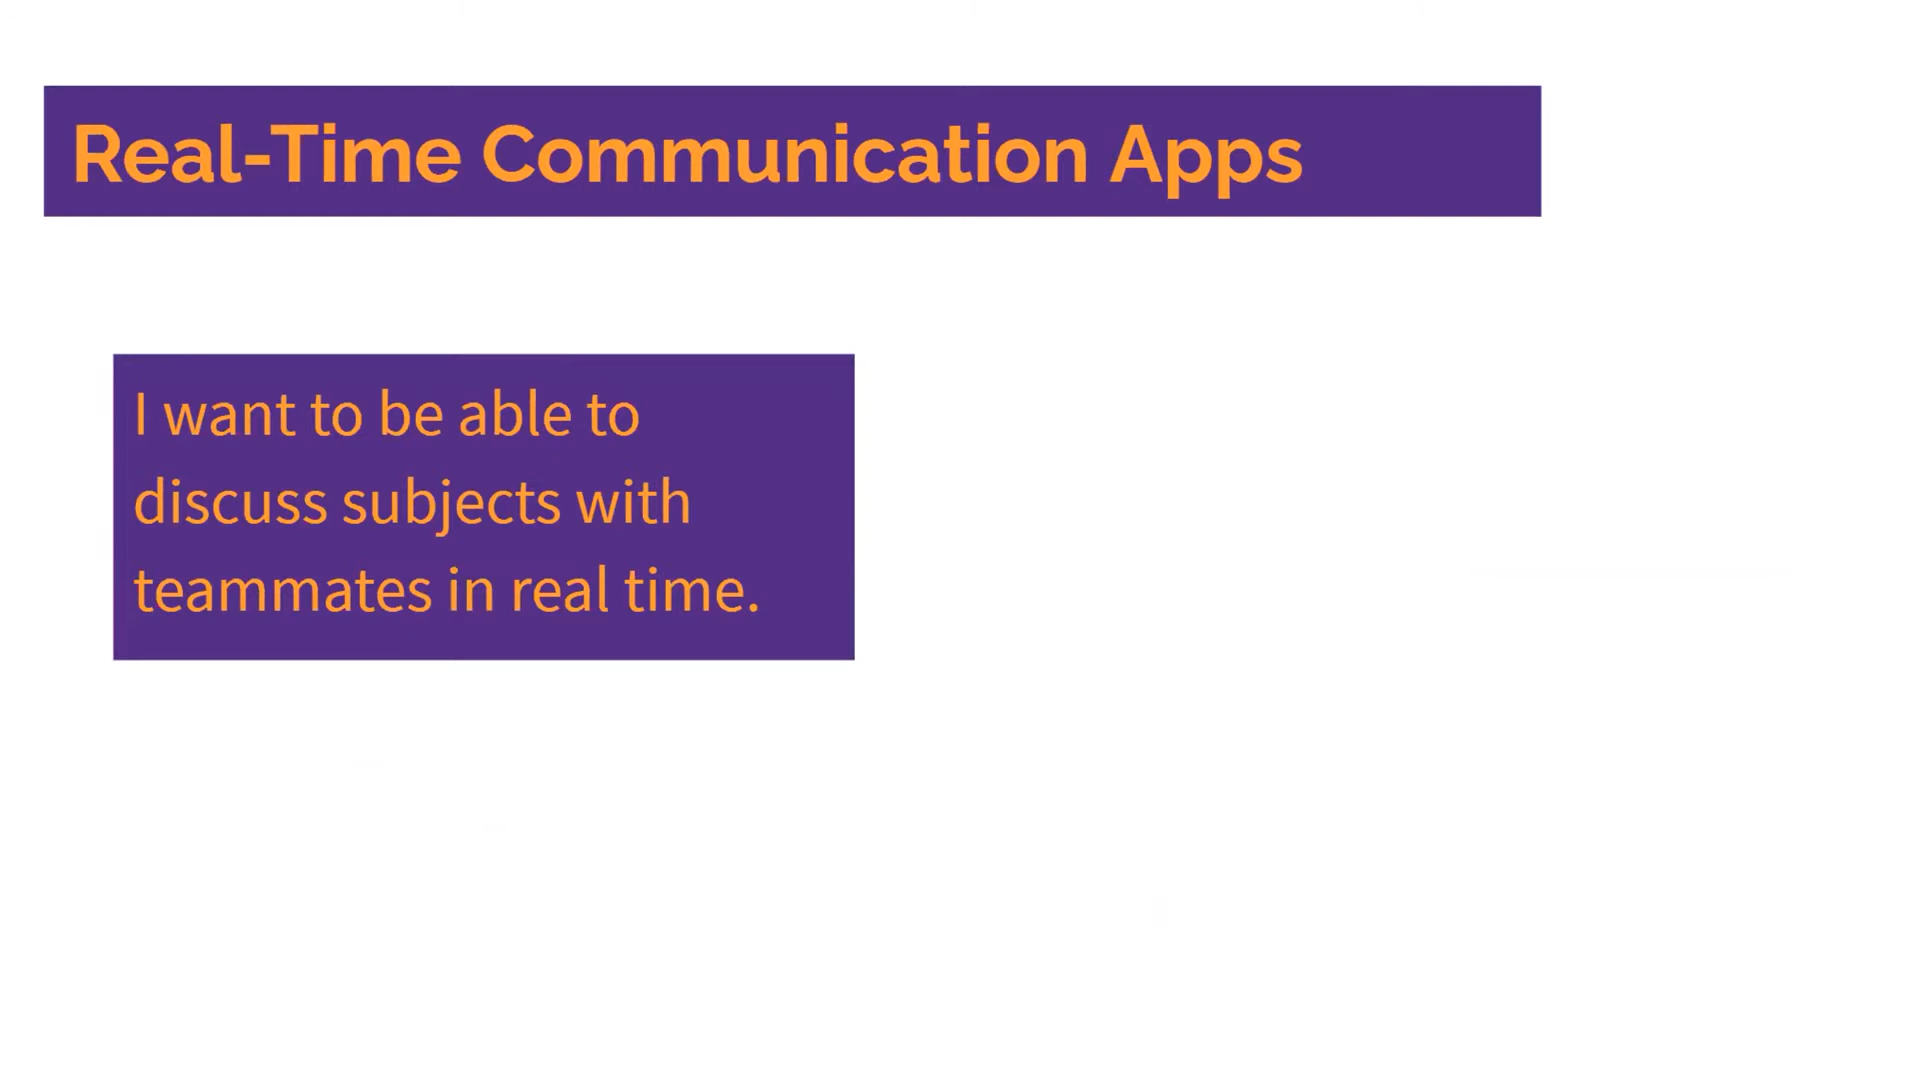 Real-Time Communication Apps
I want to be able to
discuss subjects with
teammates in real time.